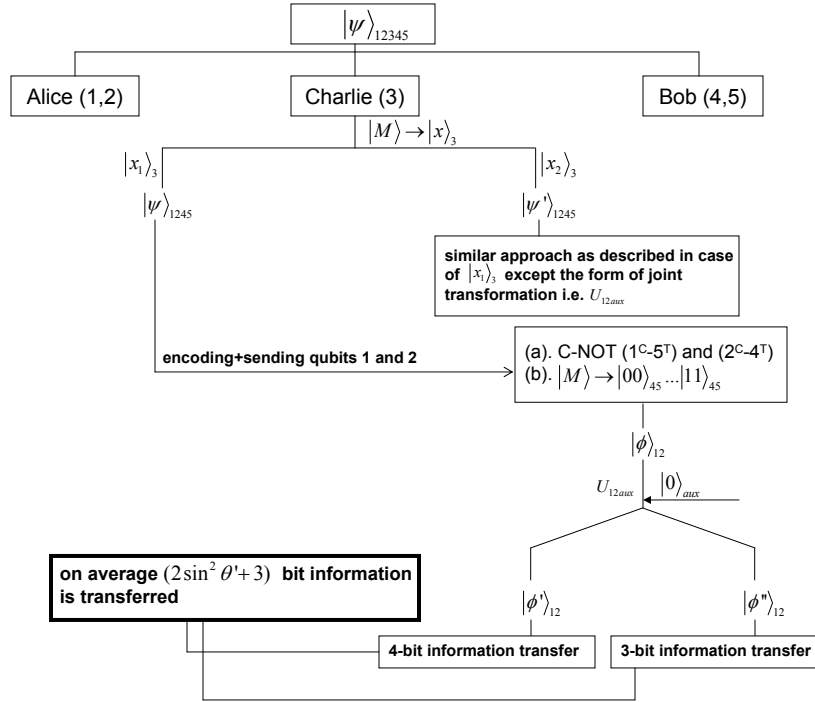 |ψ⟩₁₂₃₄₅
Alice (1,2)
Charlie (3)
Bob (4,5)
|M⟩ → |x⟩₃
|x₁⟩₃
|x₂⟩₃
|ψ⟩₁₂₄₅
|ψ'⟩₁₂₄₅
similar approach as described in case
of |x₁⟩₃ except the form of joint
transformation i.e. U₁₂ₐᵤₓ
encoding+sending qubits 1 and 2
(a). C-NOT (1ᶜ-5ᵀ) and (2ᶜ-4ᵀ)
(b). |M⟩ → |00⟩₄₅ ...|11⟩₄₅
|ϕ⟩₁₂
U₁₂ₐᵤₓ
|0⟩ₐᵤₓ
on average (2sin² θ'+3) bit information
is transferred
|ϕ'⟩₁₂
|ϕ"⟩₁₂
4-bit information transfer
3-bit information transfer